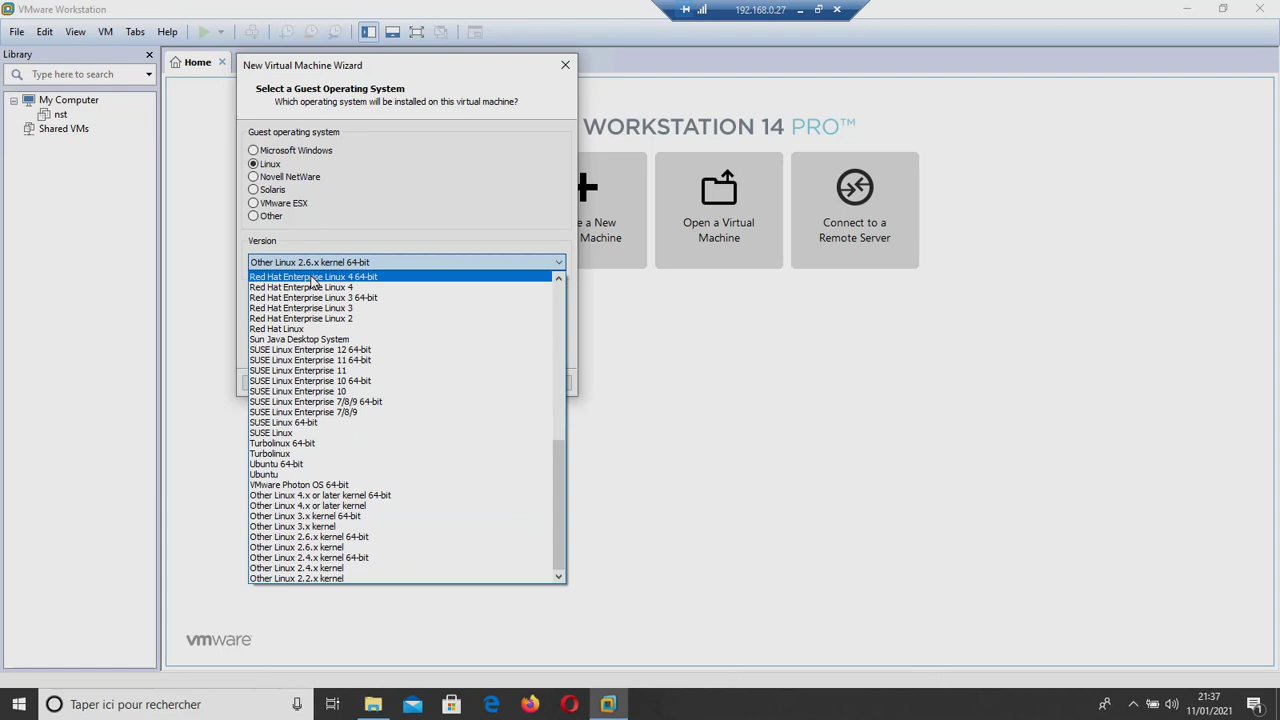 VMware Workstation
192.168.0.27
File Edit View VM Tabs Help
Library
Type here to search
My Computer
nst
Shared VMs
Home
New Virtual Machine Wizard
Select a Guest Operating System
Which operating system will be installed on this virtual machine?
Guest operating system
Microsoft Windows
Linux
Novell NetWare
Solaris
VMware ESX
Other
Version
Other Linux 2.6.x kernel 64-bit
Red Hat Enterprise Linux 4 64-bit
Red Hat Enterprise Linux 4
Red Hat Enterprise Linux 3 64-bit
Red Hat Enterprise Linux 3
Red Hat Enterprise Linux 2
Red Hat Linux
Sun Java Desktop System
SUSE Linux Enterprise 12 64-bit
SUSE Linux Enterprise 11 64-bit
SUSE Linux Enterprise 11
SUSE Linux Enterprise 10 64-bit
SUSE Linux Enterprise 10
SUSE Linux Enterprise 7/8/9 64-bit
SUSE Linux Enterprise 7/8/9
SUSE Linux 64-bit
SUSE Linux
Turbolinux 64-bit
Turbolinux
Ubuntu 64-bit
Ubuntu
VMware Photon OS 64-bit
Other Linux 4.x or later kernel 64-bit
Other Linux 4.x or later kernel
Other Linux 3.x kernel 64-bit
Other Linux 3.x kernel
Other Linux 2.6.x kernel 64-bit
Other Linux 2.6.x kernel
Other Linux 2.4.x kernel 64-bit
Other Linux 2.4.x kernel
Other Linux 2.2.x kernel
WORKSTATION 14 PRO™
e a New
Machine
Open a Virtual
Machine
Connect to a
Remote Server
vmware
Taper ici pour rechercher
21:37
11/01/2021